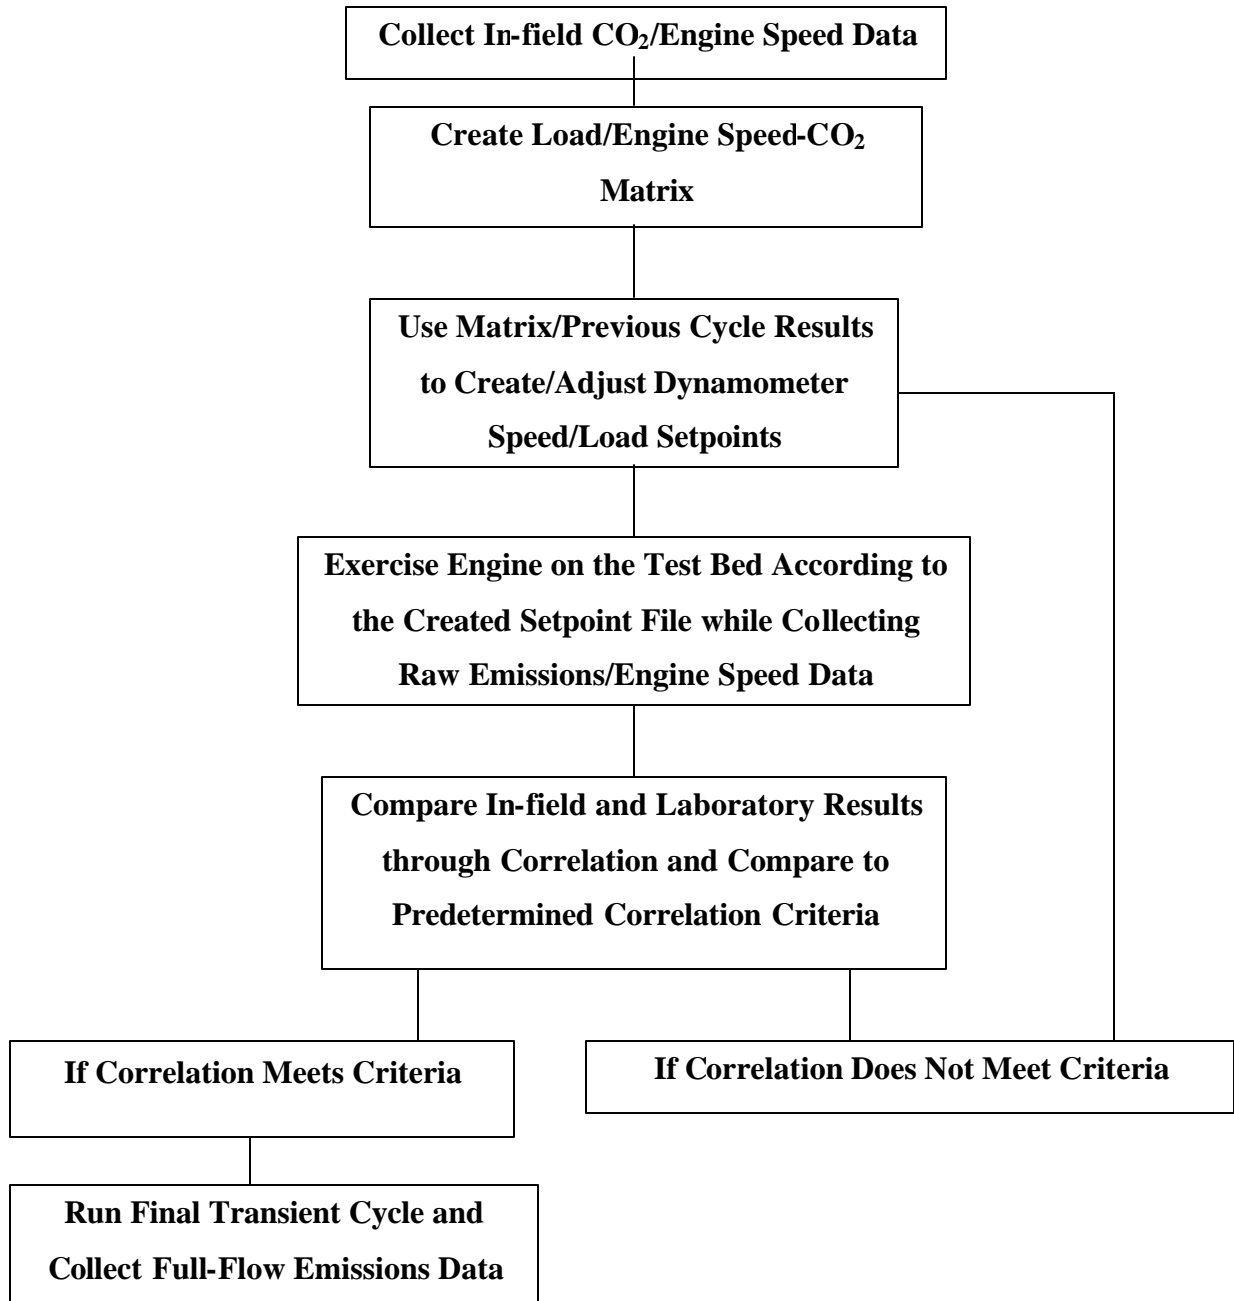 Collect In-field CO₂/Engine Speed Data
Create Load/Engine Speed-CO₂
Matrix
Use Matrix/Previous Cycle Results
to Create/Adjust Dynamometer
Speed/Load Setpoints
Exercise Engine on the Test Bed According to
the Created Setpoint File while Collecting
Raw Emissions/Engine Speed Data
Compare In-field and Laboratory Results
through Correlation and Compare to
Predetermined Correlation Criteria
If Correlation Meets Criteria
If Correlation Does Not Meet Criteria
Run Final Transient Cycle and
Collect Full-Flow Emissions Data